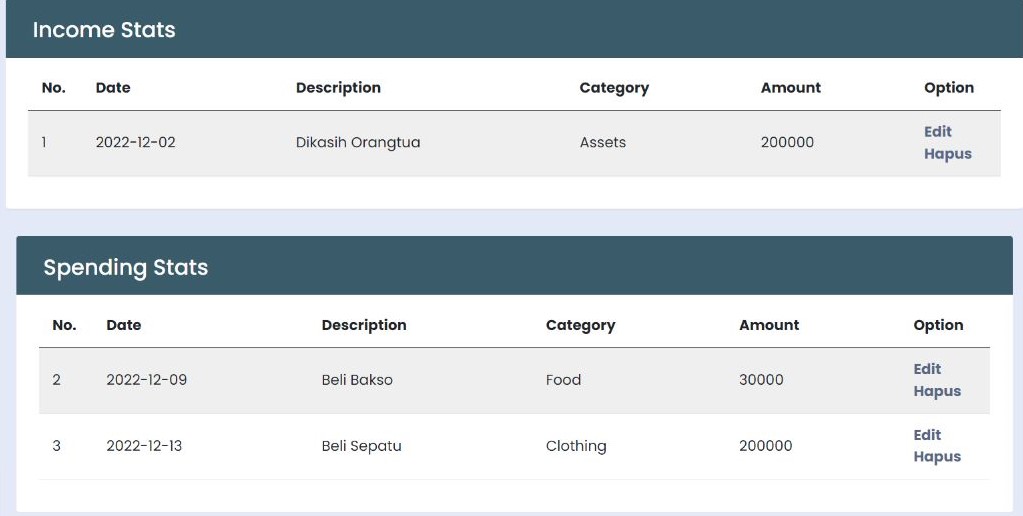 Income Stats
No. Date Description Category Amount Option
1 2022-12-02 Dikasih Orangtua Assets 200000 Edit
Hapus
Spending Stats
No. Date Description Category Amount Option
2 2022-12-09 Beli Bakso Food 30000 Edit
Hapus
3 2022-12-13 Beli Sepatu Clothing 200000 Edit
Hapus